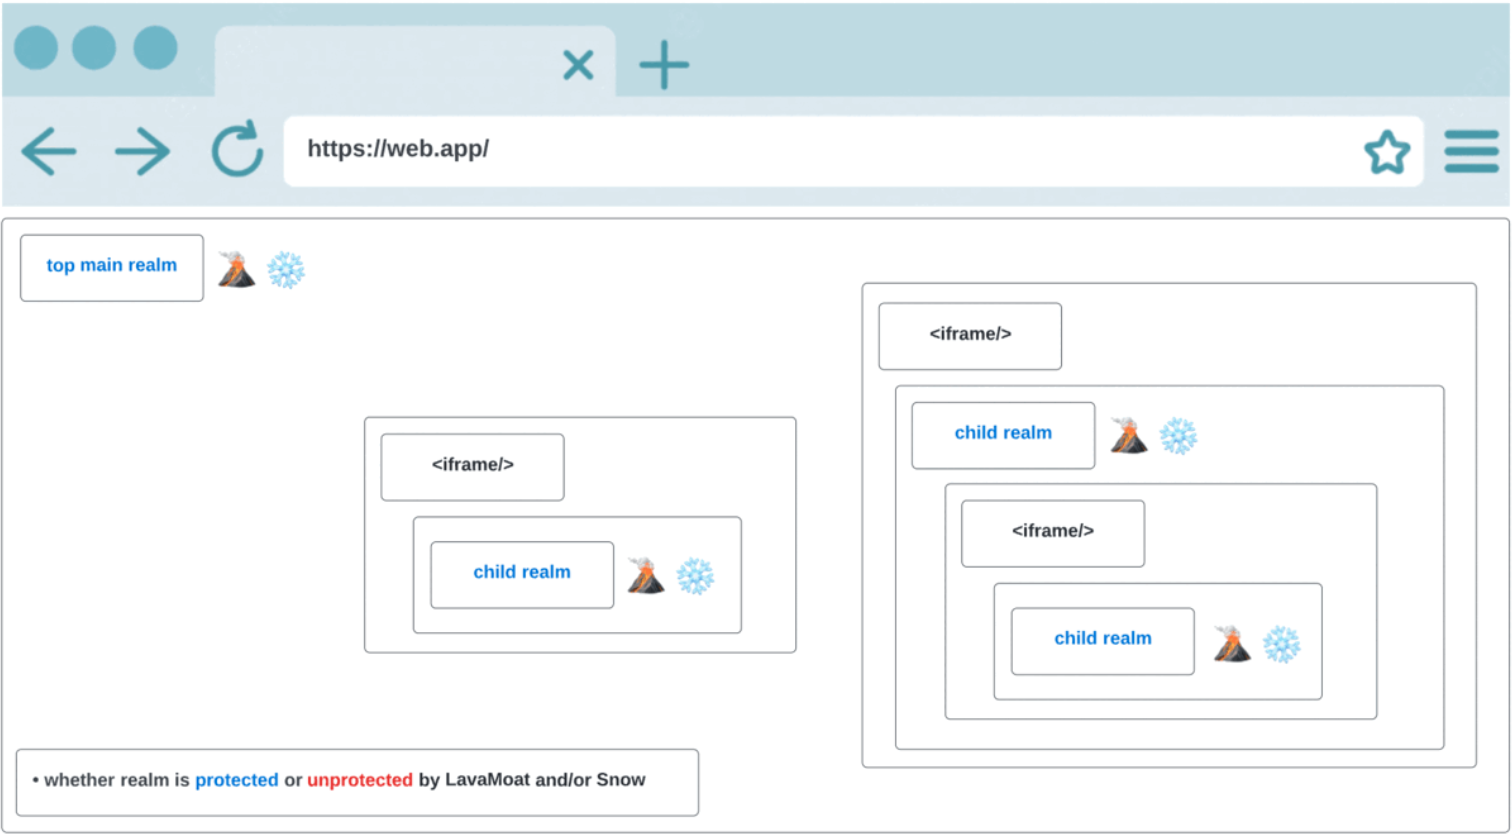 https://web.app/
top main realm
<iframe/>
child realm
<iframe/>
child realm
<iframe/>
child realm
• whether realm is protected or unprotected by LavaMoat and/or Snow